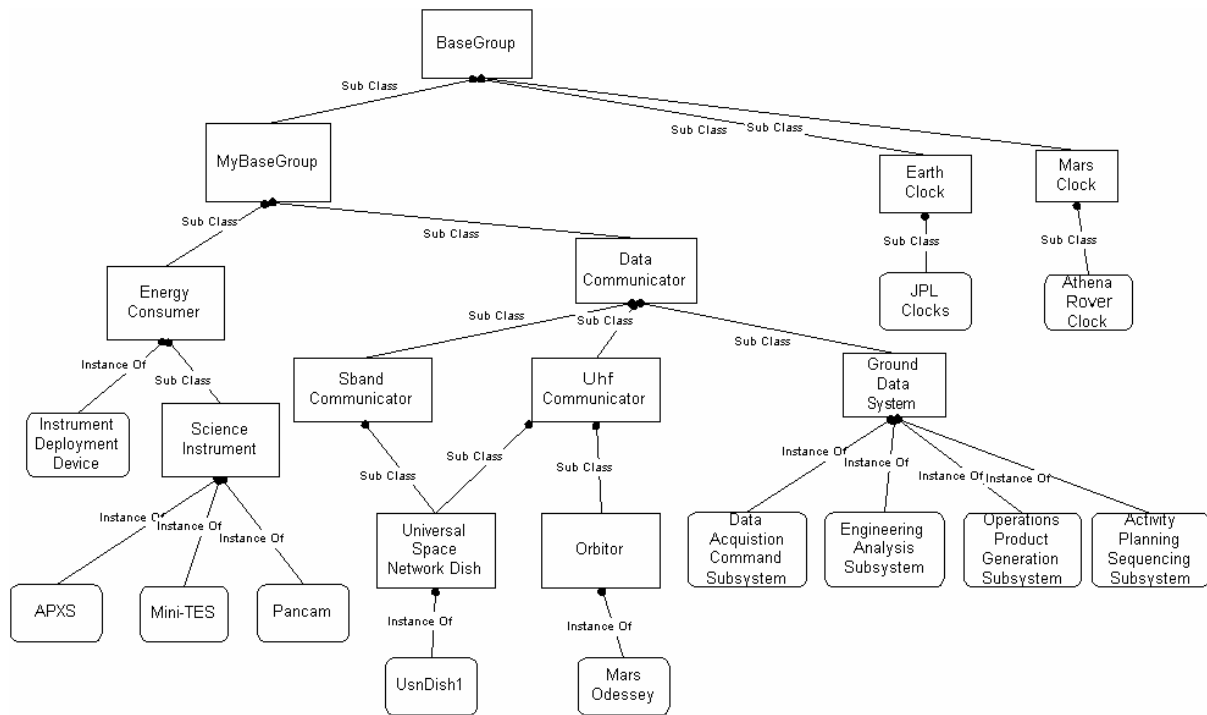 BaseGroup
Sub Class
Sub Class
Sub Class
MyBaseGroup
Earth
Clock
Mars
Clock
Sub Class
Sub Class
Sub Class
Sub Class
Energy
Consumer
Data
Communicator
JPL
Clocks
Athena
Rover
Clock
Instance Of
Sub Class
Sub Class
Sub Class
Sub Class
Sband
Communicator
Uhf
Communicator
Ground
Data
System
Instrument
Deployment
Device
Science
Instrument
Sub Class
Sub Class
Sub Class
Instance Of
Instance Of
Instance Of
Instance Of
Instance Of
Instance Of
Instance Of
Universal
Space
Network Dish
Orbitor
Data
Acquistion
Command
Subsystem
Engineering
Analysis
Subsystem
Operations
Product
Generation
Subsystem
Activity
Planning
Sequencing
Subsystem
APXS
Mini-TES
Pancam
Instance Of
Instance Of
UsnDish1
Mars
Odessey